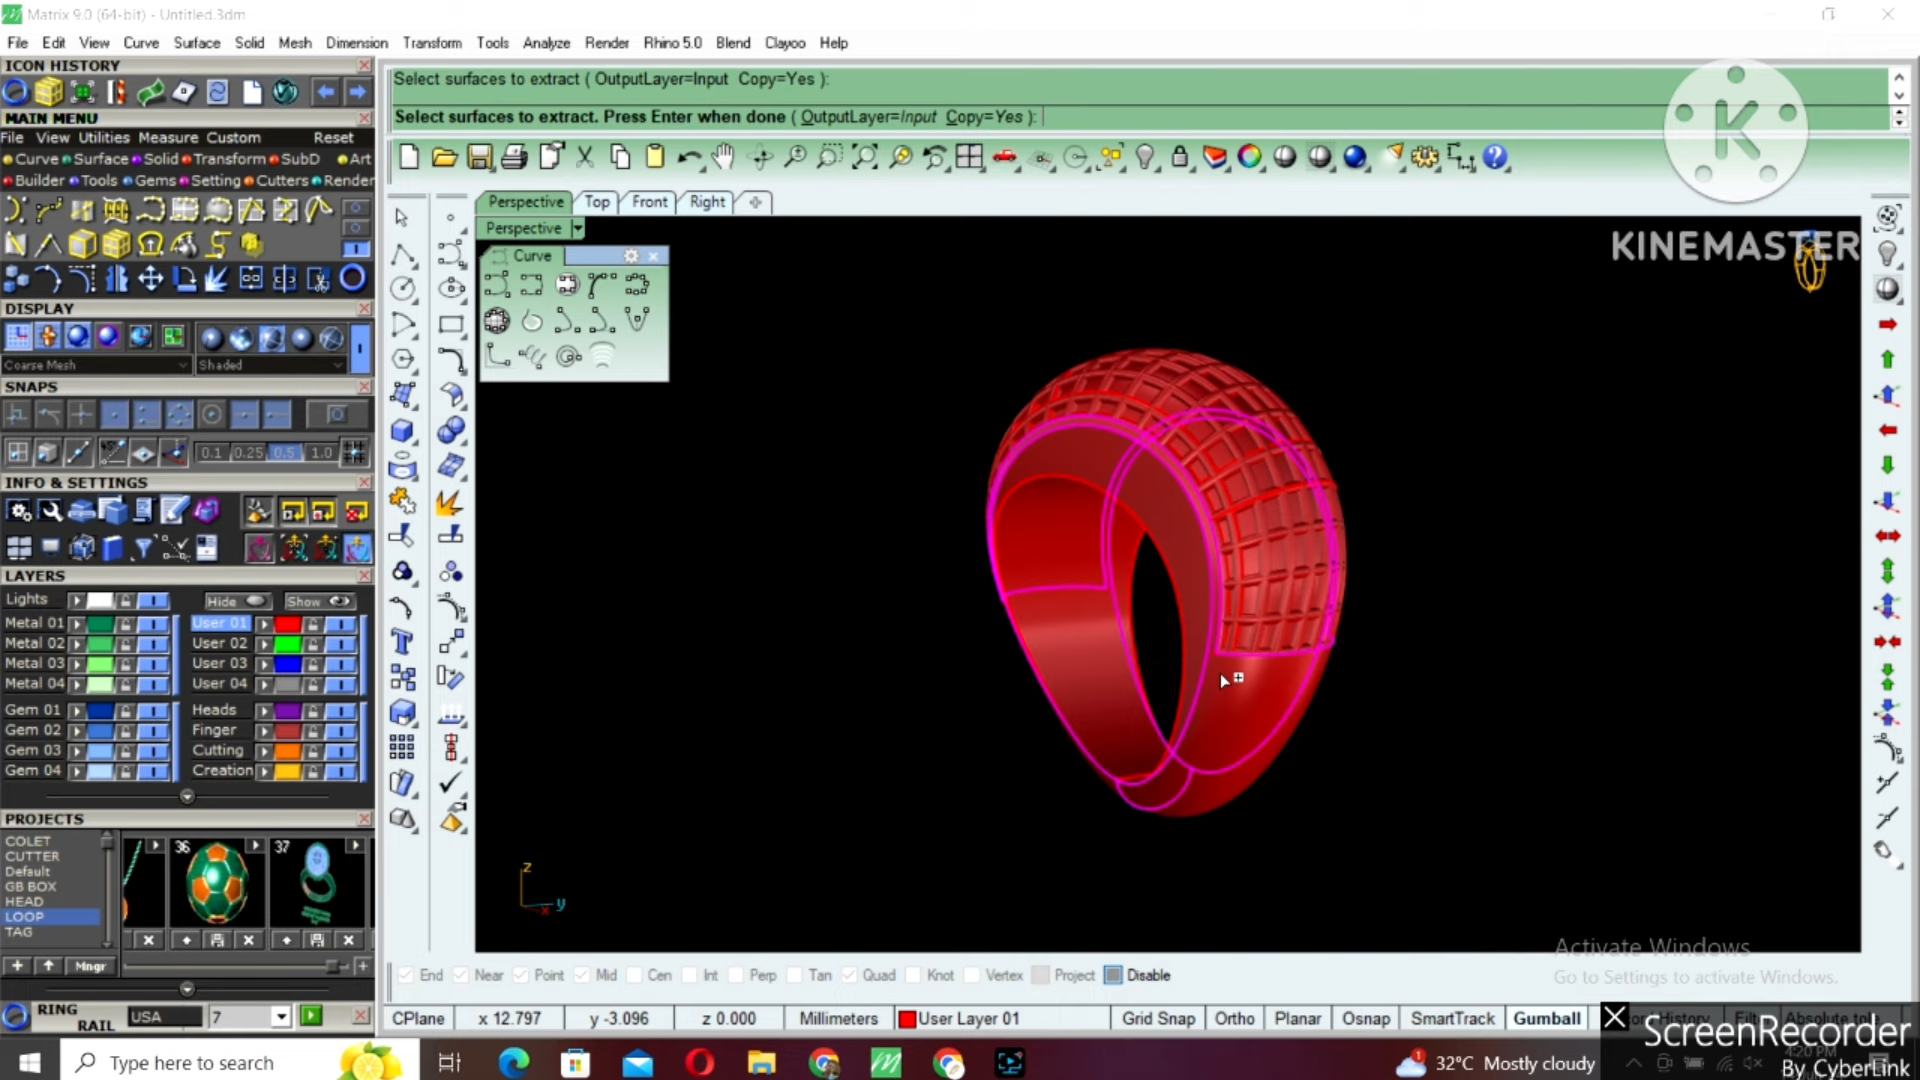 Matrix 9.0 (64-bit) - Untitled.3dm
File Edit View Curve Surface Solid Mesh Dimension Transform Tools Analyze Render Rhino 5.0 Blend Clayoo Help
ICON HISTORY
Select surfaces to extract ( OutputLayer=Input Copy=Yes ):
Select surfaces to extract. Press Enter when done ( OutputLayer=Input Copy=Yes ):
MAIN MENU
File View Utilities Measure Custom Reset
Curve Surface Solid Transform SubD Art
Builder Tools Gems Setting Cutters Render
Perspective Top Front Right
Perspective
Curve
KINEMASTER
K
DISPLAY
Coarse Mesh Shaded
SNAPS
0.1 0.25 0.5 1.0
INFO & SETTINGS
LAYERS
Lights Hide Show
Metal 01 User 01
Metal 02 User 02
Metal 03 User 03
Metal 04 User 04
Gem 01 Heads
Gem 02 Finger
Gem 03 Cutting
Gem 04 Creation
PROJECTS
COLET
CUTTER
Default
GB BOX
HEAD
LOOP
TAG
36 37
Mngr
z
y
x
Activate Windows
Go to Settings to activate Windows.
End Near Point Mid Cen Int Perp Tan Quad Knot Vertex Project Disable
RING RAIL USA 7
CPlane x 12.797 y -3.096 z 0.000 Millimeters User Layer 01 Grid Snap Ortho Planar Osnap SmartTrack Gumball
ScreenRecorder
By CyberLink
Type here to search
1
32°C Mostly cloudy
4:20 PM